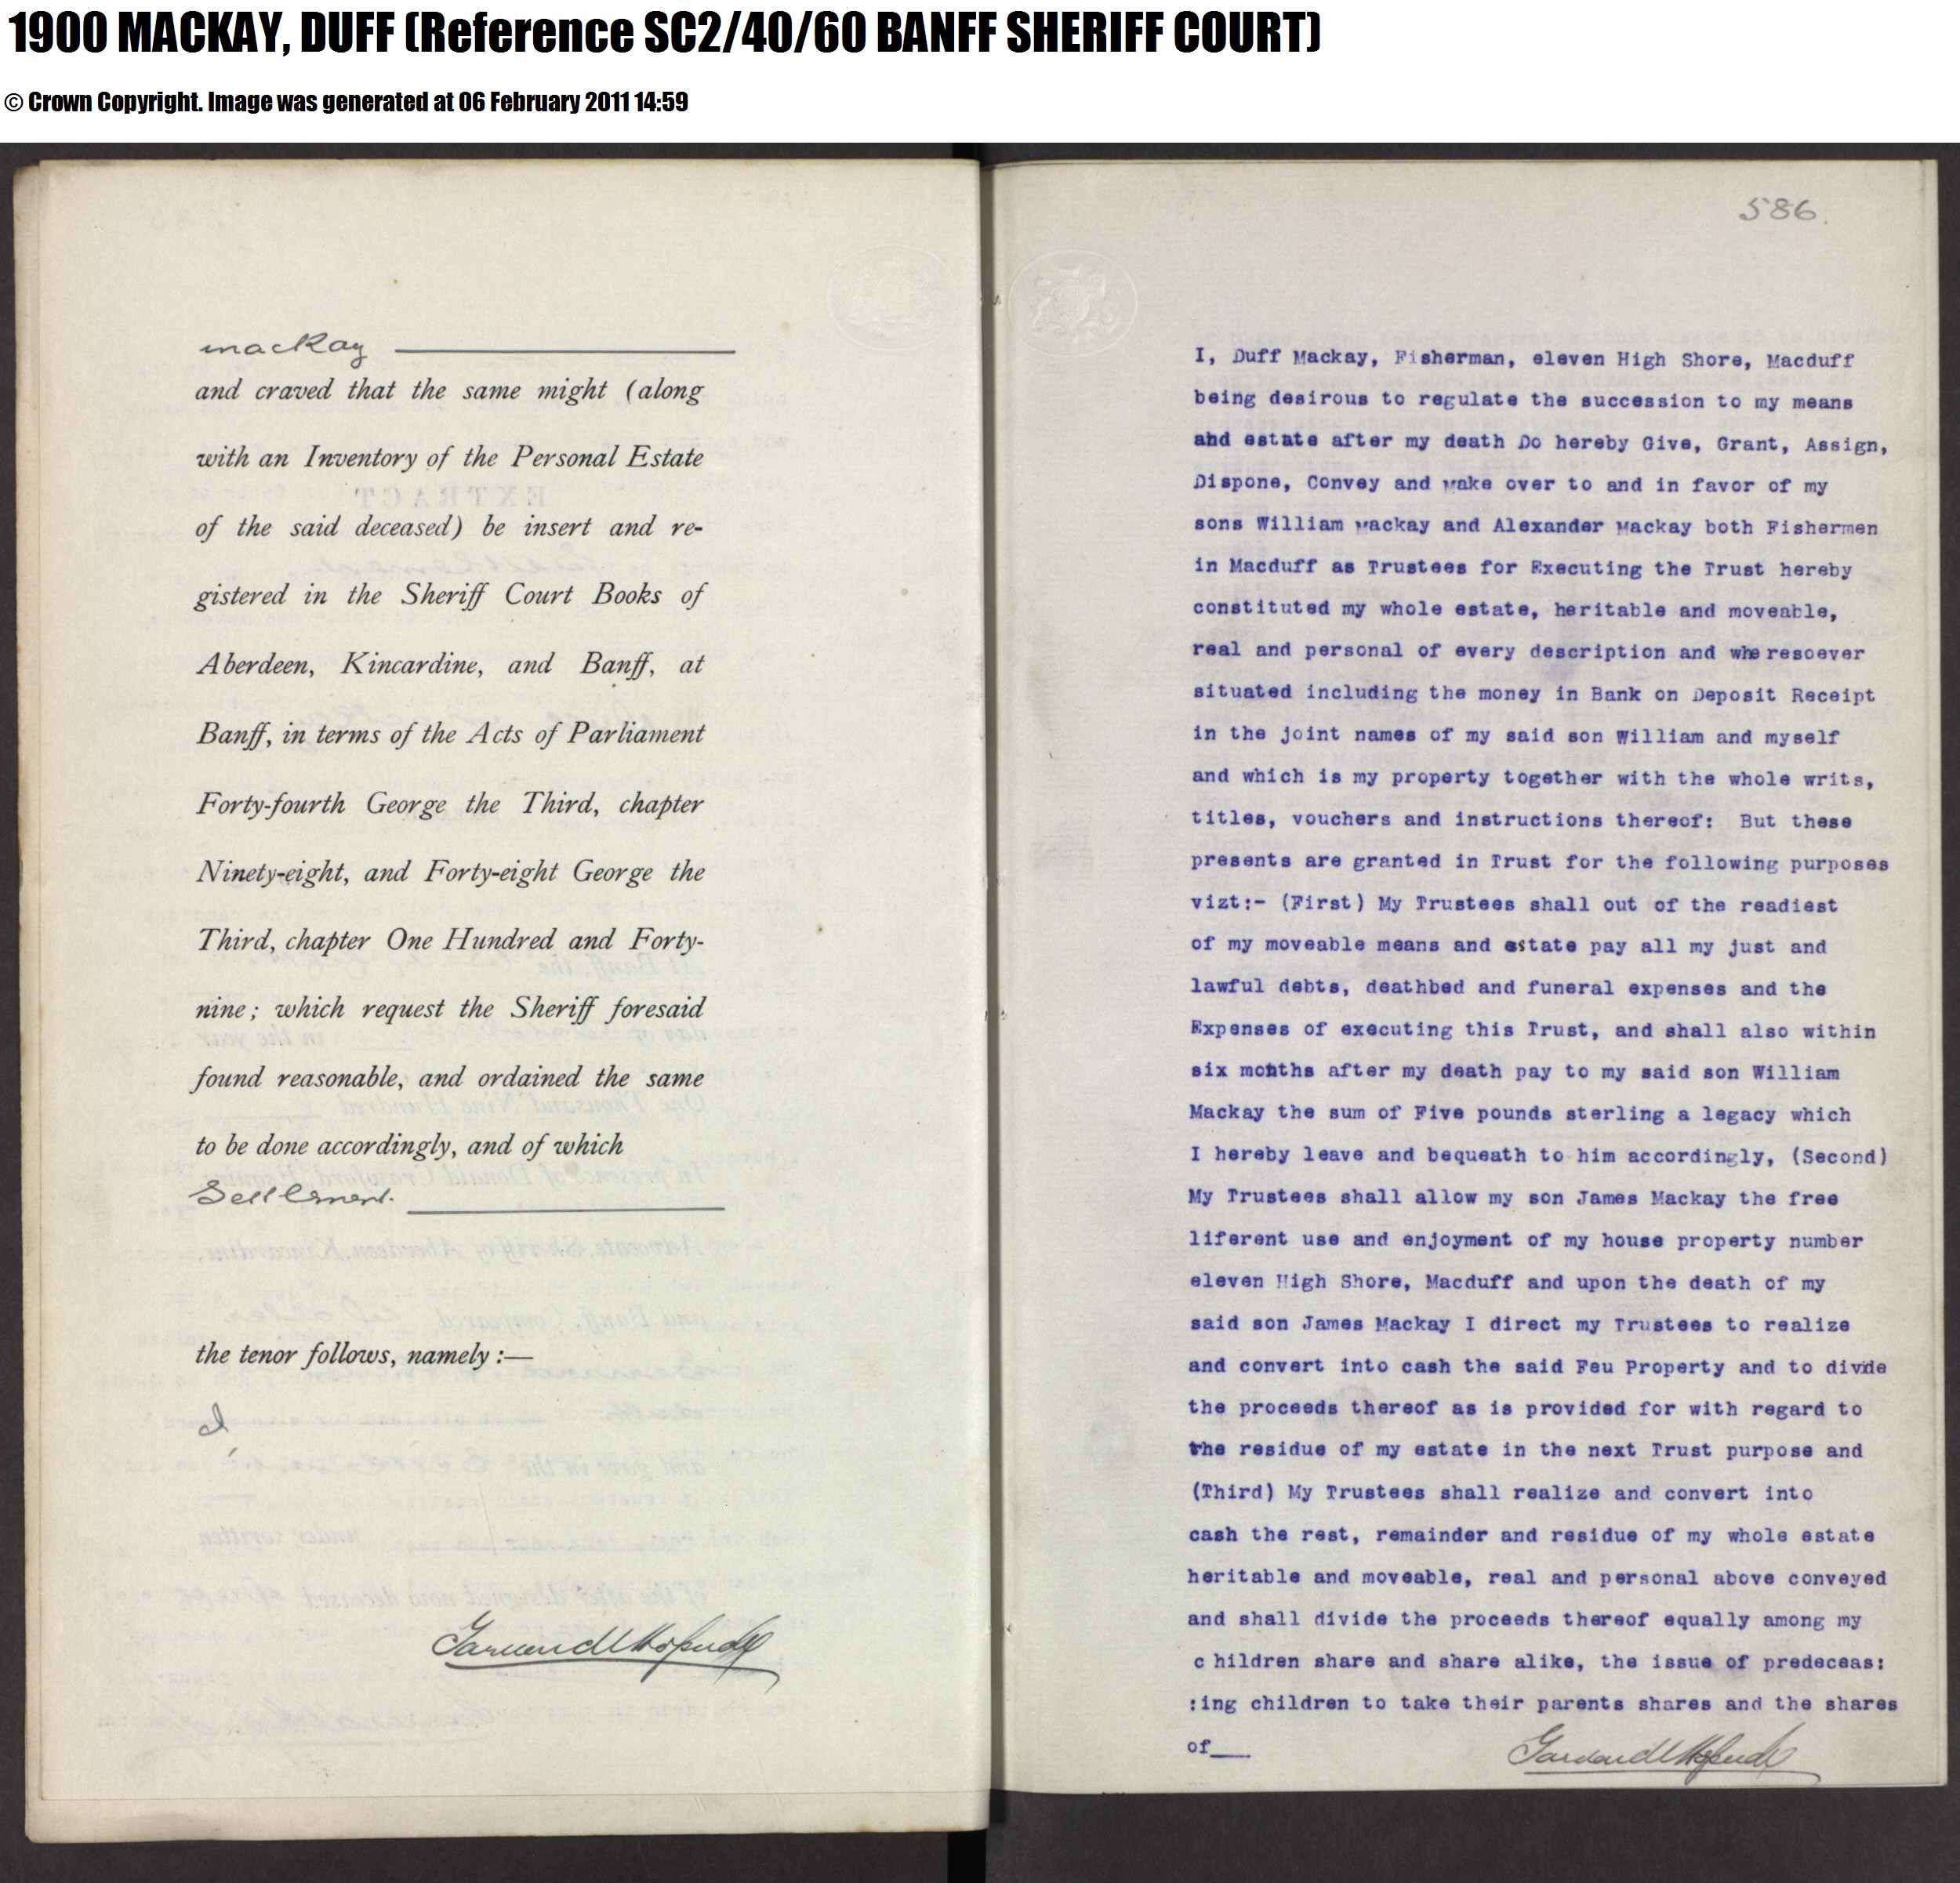 1900 MACKAY, DUFF (Reference SC2/40/60 BANFF SHERIFF COURT)
© Crown Copyright. Image was generated at 06 February 2011 14:59
mackay
and craved that the same might (along
with an Inventory of the Personal Estate
of the said deceased) be insert and re-
gistered in the Sheriff Court Books of
Aberdeen, Kincardine, and Banff, at
Banff, in terms of the Acts of Parliament
Forty-fourth George the Third, chapter
Ninety-eight, and Forty-eight George the
Third, chapter One Hundred and Forty-
nine; which request the Sheriff foresaid
found reasonable, and ordained the same
to be done accordingly, and of which
Settlement.
the tenor follows, namely :—
I,
586.
I, Duff Mackay, Fisherman, eleven High Shore, Macduff
being desirous to regulate the succession to my means
and estate after my death Do hereby Give, Grant, Assign,
Dispone, Convey and make over to and in favor of my
sons William Mackay and Alexander Mackay both Fishermen
in Macduff as Trustees for Executing the Trust hereby
constituted my whole estate, heritable and moveable,
real and personal of every description and wheresoever
situated including the money in Bank on Deposit Receipt
in the joint names of my said son William and myself
and which is my property together with the whole writs,
titles, vouchers and instructions thereof: But these
presents are granted in Trust for the following purposes
vizt:- (First) My Trustees shall out of the readiest
of my moveable means and estate pay all my just and
lawful debts, deathbed and funeral expenses and the
Expenses of executing this Trust, and shall also within
six months after my death pay to my said son William
Mackay the sum of Five pounds sterling a legacy which
I hereby leave and bequeath to him accordingly, (Second)
My Trustees shall allow my son James Mackay the free
liferent use and enjoyment of my house property number
eleven High Shore, Macduff and upon the death of my
said son James Mackay I direct my Trustees to realize
and convert into cash the said Feu Property and to divide
the proceeds thereof as is provided for with regard to
the residue of my estate in the next Trust purpose and
(Third) My Trustees shall realize and convert into
cash the rest, remainder and residue of my whole estate
heritable and moveable, real and personal above conveyed
and shall divide the proceeds thereof equally among my
c hildren share and share alike, the issue of predeceas:
:ing children to take their parents shares and the shares
of___